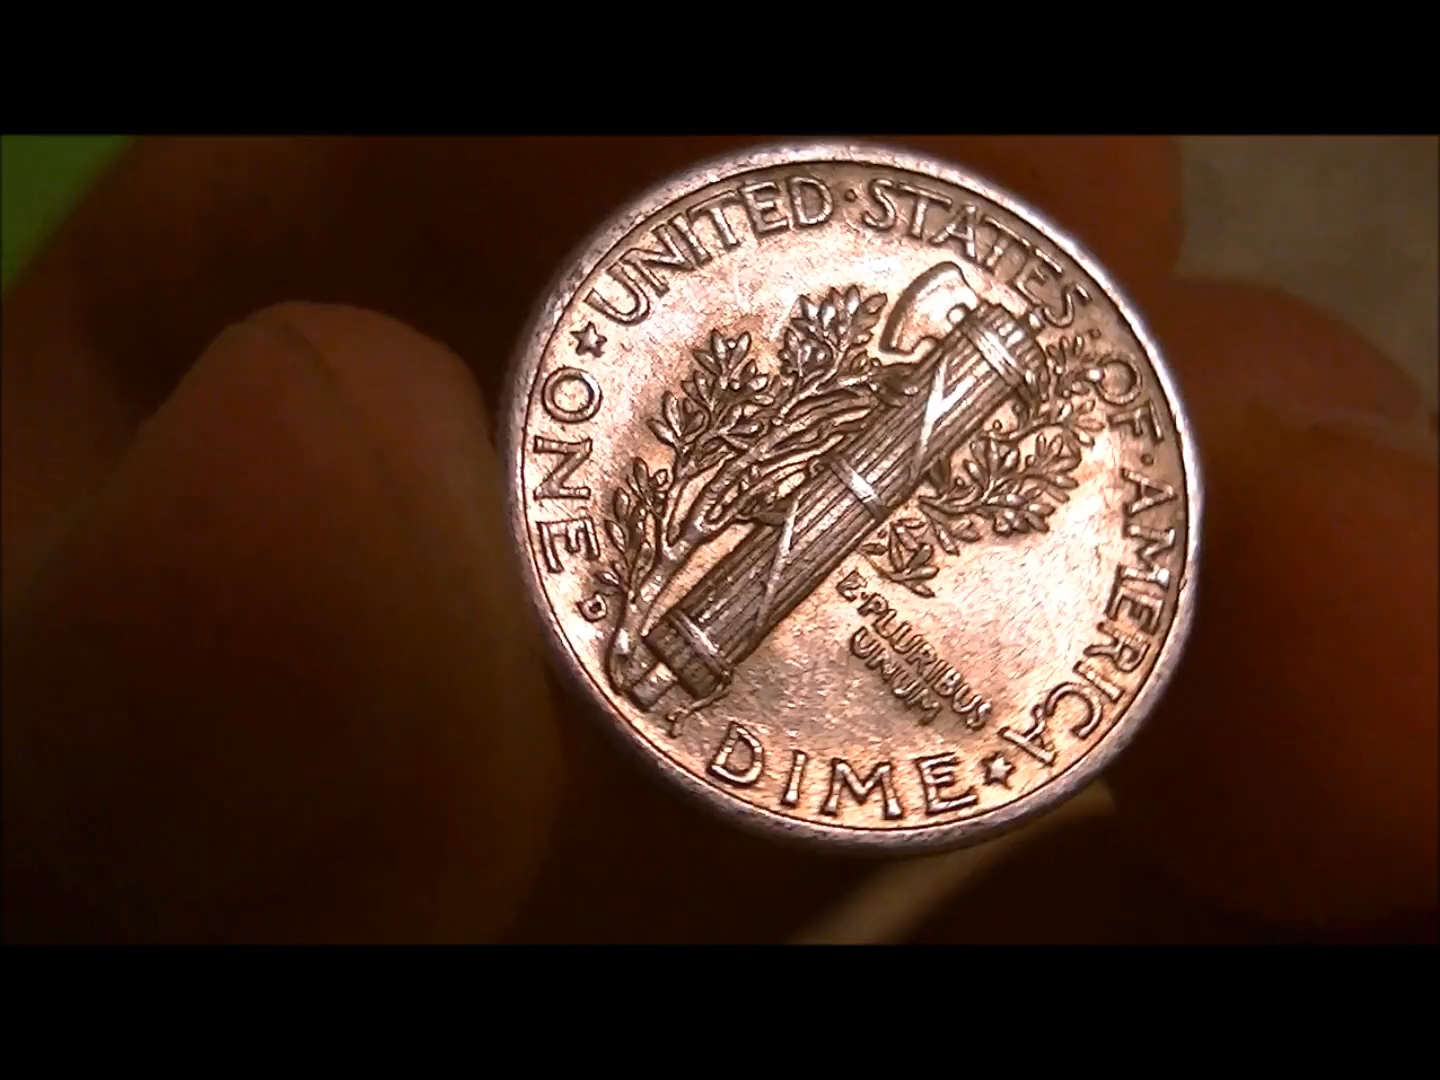 UNITED·STATES·OF·AMERICA
ONE
D
E·PLURIBUS
UNUM
DIME